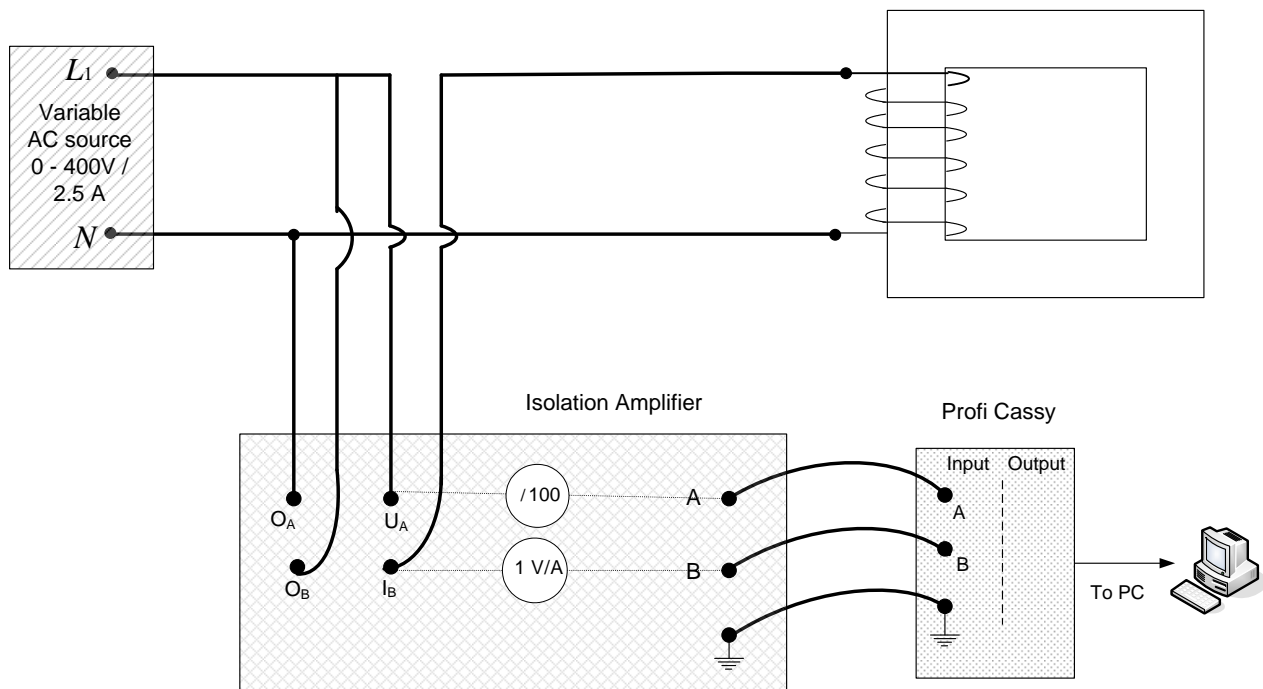 L1
Variable
AC source
0 - 400V /
2.5 A
N
Isolation Amplifier
Profi Cassy
Input Output
/ 100
A
A
OA
UA
1 V/A
B
B
OB
IB
To PC